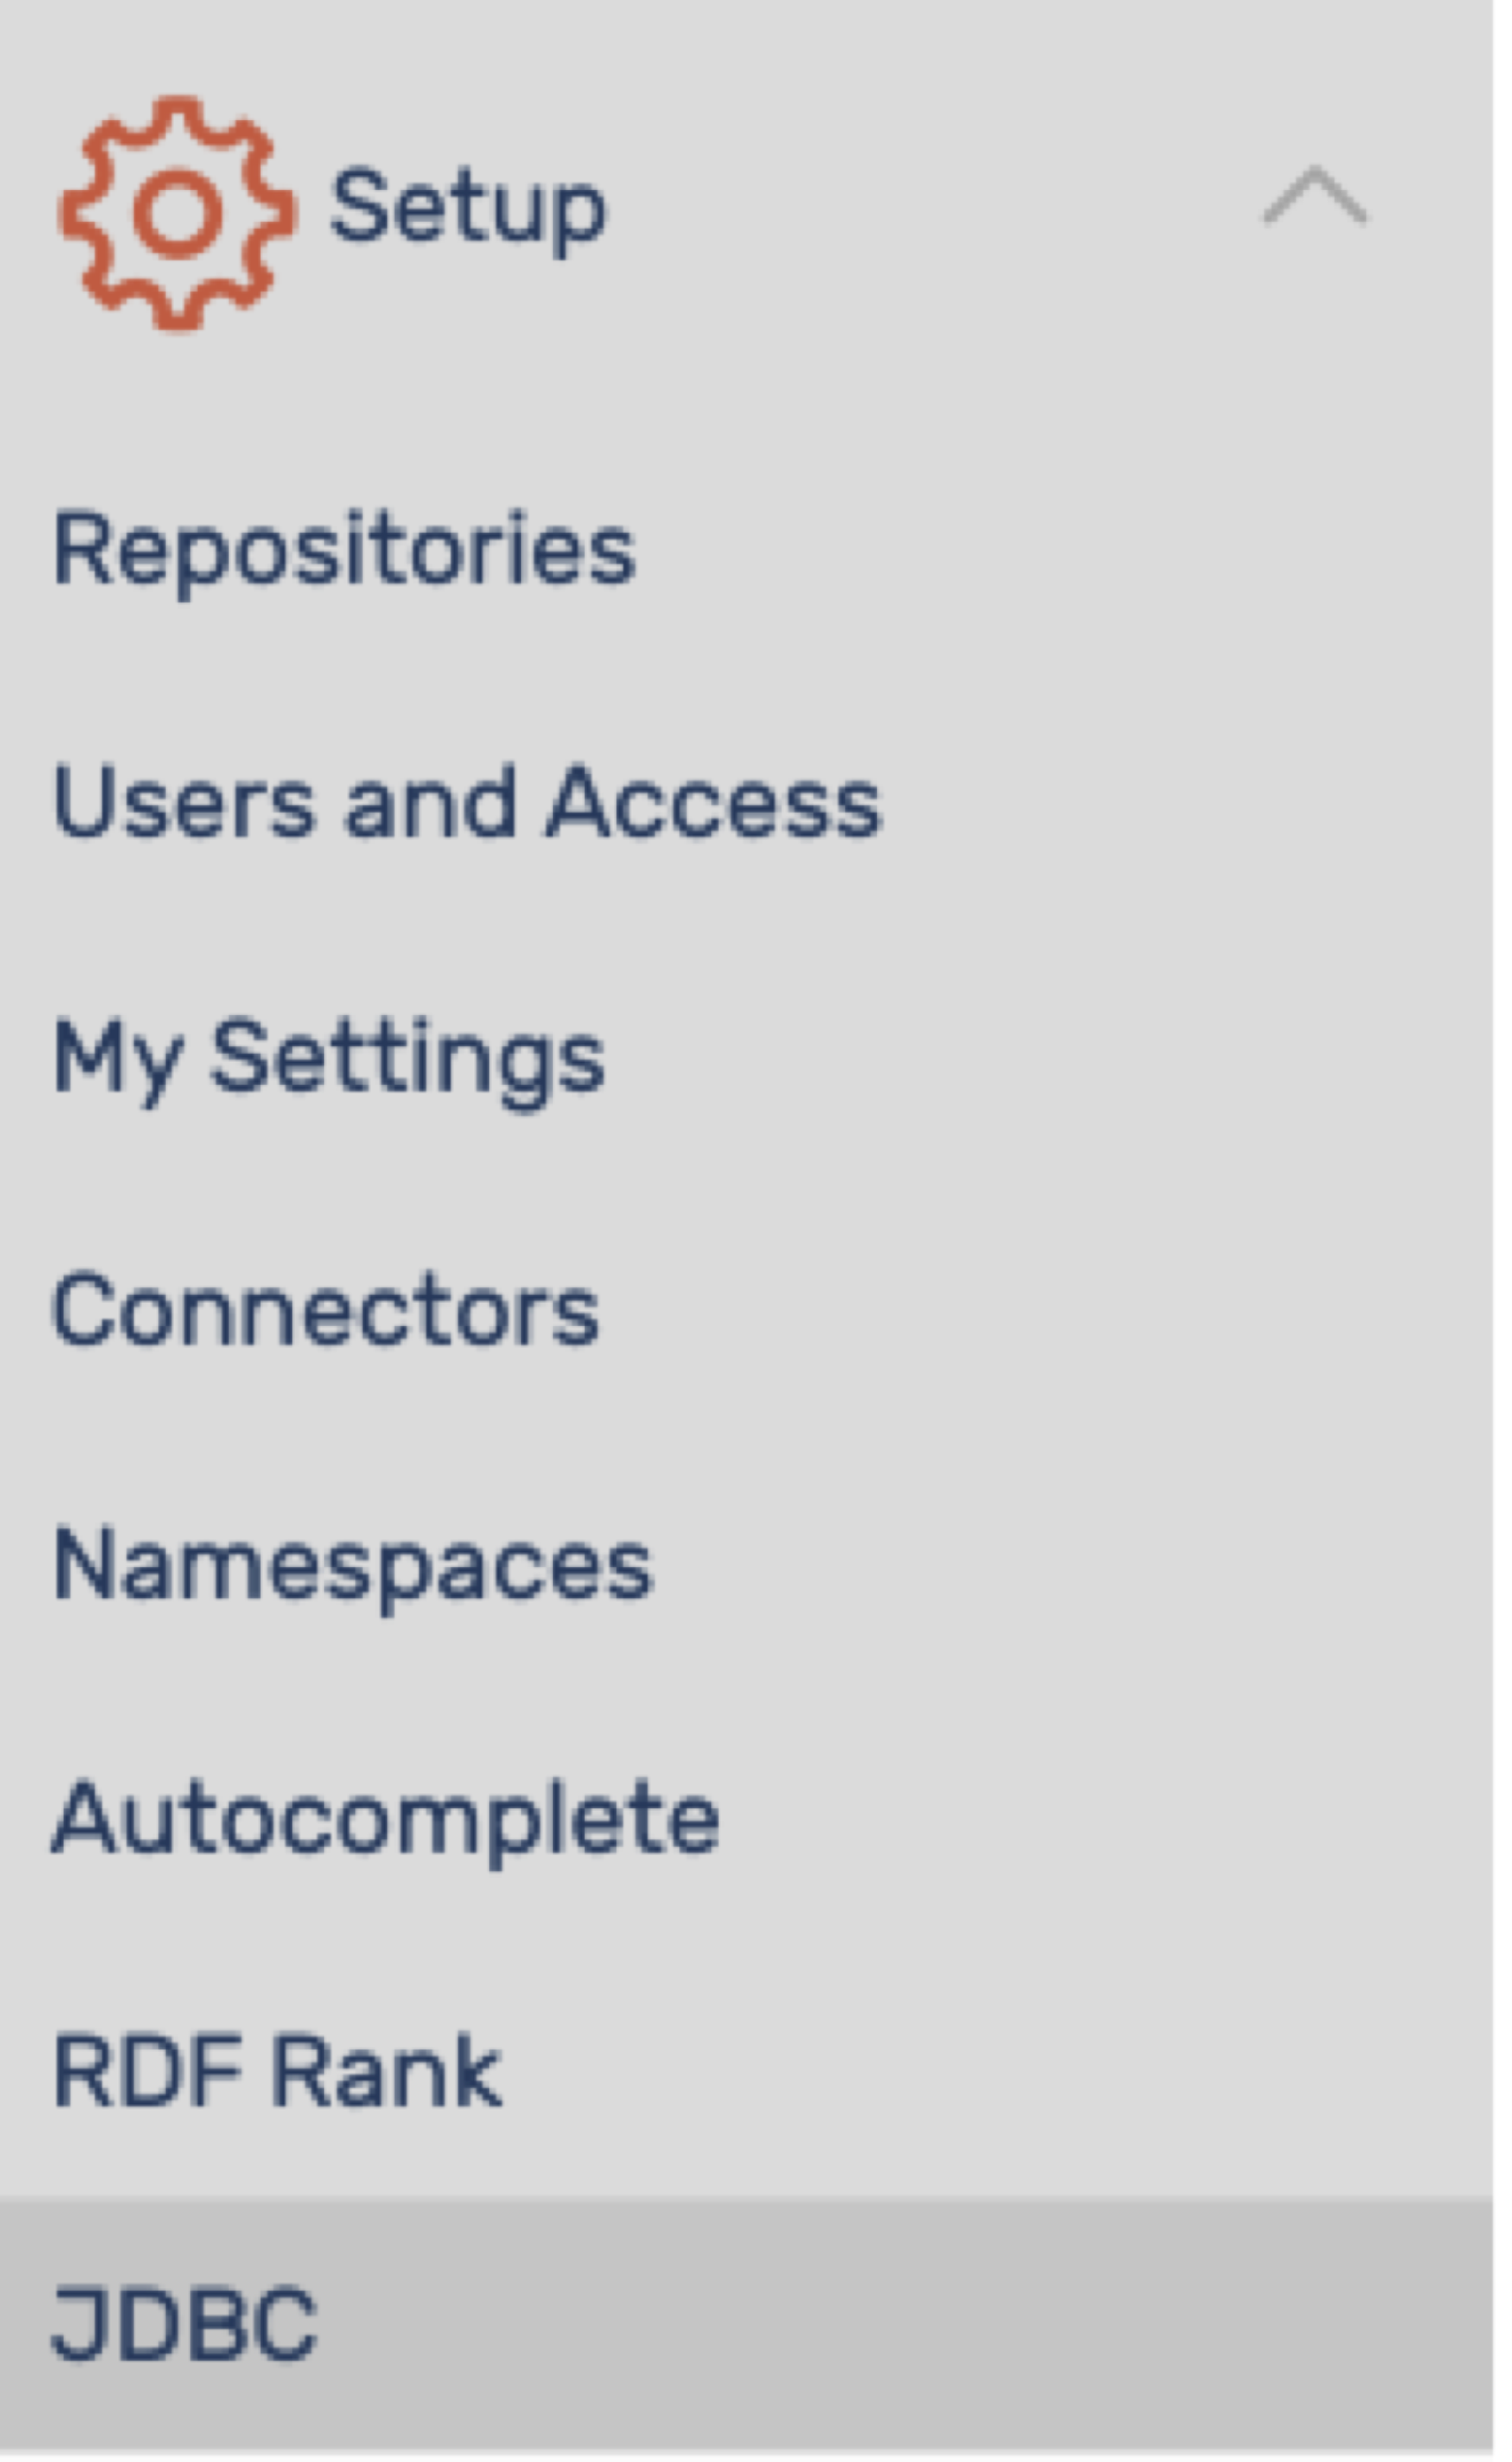 Setup
Repositories
Users and Access
My Settings
Connectors
Namespaces
Autocomplete
RDF Rank
JDBC